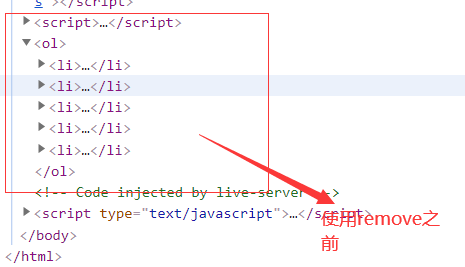 s"></script>
<script>…</script>
<ol>
<li>…</li>
<li>…</li>
<li>…</li>
<li>…</li>
<li>…</li>
</ol>
<!-- Code injected by live-server -->
<script type="text/javascript">…</script>
使用remove之
前
</body>
</html>